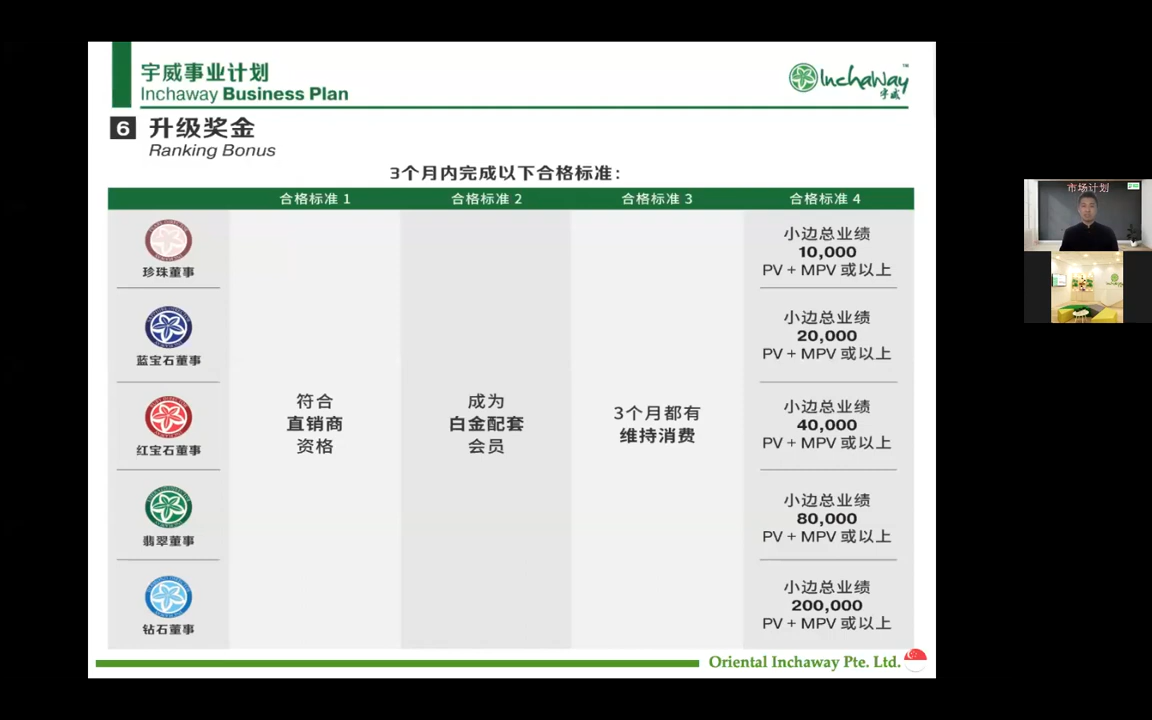 宇威事业计划
Inchaway Business Plan
Inchaway™
宇威
6 升级奖金
Ranking Bonus
3个月内完成以下合格标准：
合格标准 1 合格标准 2 合格标准 3 合格标准 4
珍珠董事
蓝宝石董事
红宝石董事
翡翠董事
钻石董事
符合
直销商
资格
成为
白金配套
会员
3个月都有
维持消费
小边总业绩
10,000
PV + MPV 或以上
小边总业绩
20,000
PV + MPV 或以上
小边总业绩
40,000
PV + MPV 或以上
小边总业绩
80,000
PV + MPV 或以上
小边总业绩
200,000
PV + MPV 或以上
Oriental Inchaway Pte. Ltd.
市场计划